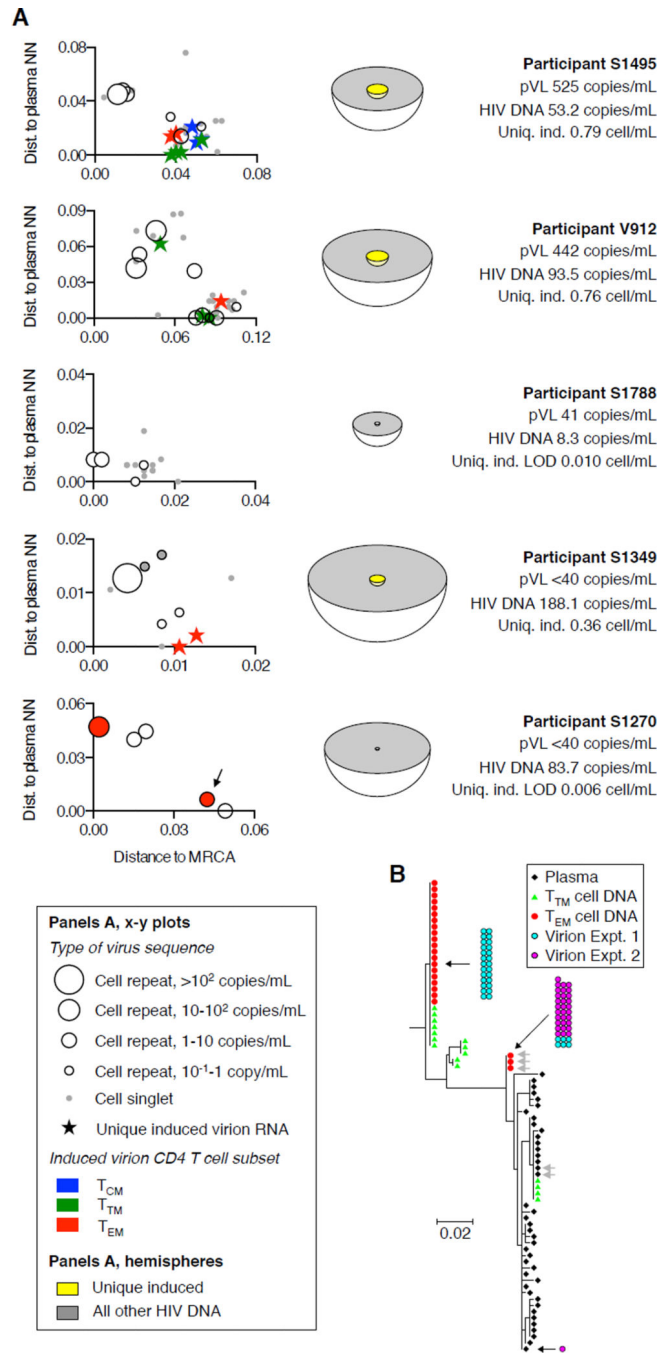 A
Dist. to plasma NN
0.08
0.04
0.00
0.00 0.04 0.08
Participant S1495
pVL 525 copies/mL
HIV DNA 53.2 copies/mL
Uniq. ind. 0.79 cell/mL
Dist. to plasma NN
0.09
0.06
0.03
0.00
0.00 0.06 0.12
Participant V912
pVL 442 copies/mL
HIV DNA 93.5 copies/mL
Uniq. ind. 0.76 cell/mL
Dist. to plasma NN
0.04
0.02
0.00
0.00 0.02 0.04
Participant S1788
pVL 41 copies/mL
HIV DNA 8.3 copies/mL
Uniq. ind. LOD 0.010 cell/mL
Dist. to plasma NN
0.02
0.01
0.00
0.00 0.01 0.02
Participant S1349
pVL <40 copies/mL
HIV DNA 188.1 copies/mL
Uniq. ind. 0.36 cell/mL
Dist. to plasma NN
0.06
0.03
0.00
0.00 0.03 0.06
Distance to MRCA
Participant S1270
pVL <40 copies/mL
HIV DNA 83.7 copies/mL
Uniq. ind. LOD 0.006 cell/mL
Panels A, x-y plots
Type of virus sequence
Cell repeat, >10² copies/mL
Cell repeat, 10-10² copies/mL
Cell repeat, 1-10 copies/mL
Cell repeat, 10⁻¹-1 copy/mL
Cell singlet
Unique induced virion RNA
Induced virion CD4 T cell subset
T_CM
T_TM
T_EM
Panels A, hemispheres
Unique induced
All other HIV DNA
B
Plasma
T_TM cell DNA
T_EM cell DNA
Virion Expt. 1
Virion Expt. 2
0.02